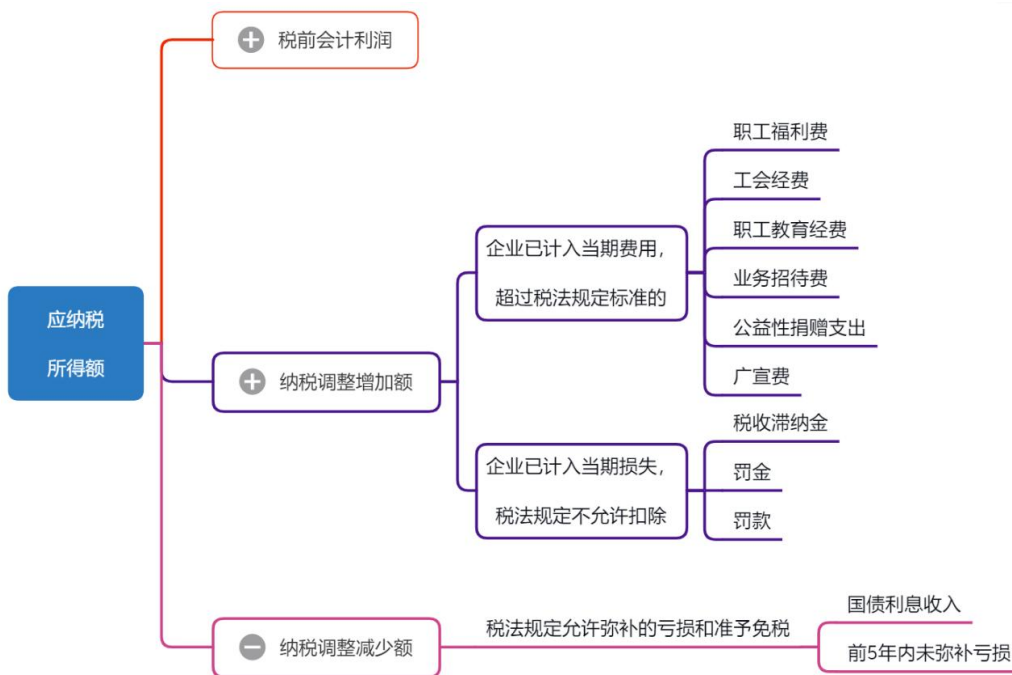 税前会计利润
职工福利费
工会经费
企业已计入当期费用，
超过税法规定标准的
职工教育经费
业务招待费
公益性捐赠支出
广宣费
应纳税
所得额
纳税调整增加额
企业已计入当期损失，
税法规定不允许扣除
税收滞纳金
罚金
罚款
纳税调整减少额
税法规定允许弥补的亏损和准予免税
国债利息收入
前5年内未弥补亏损